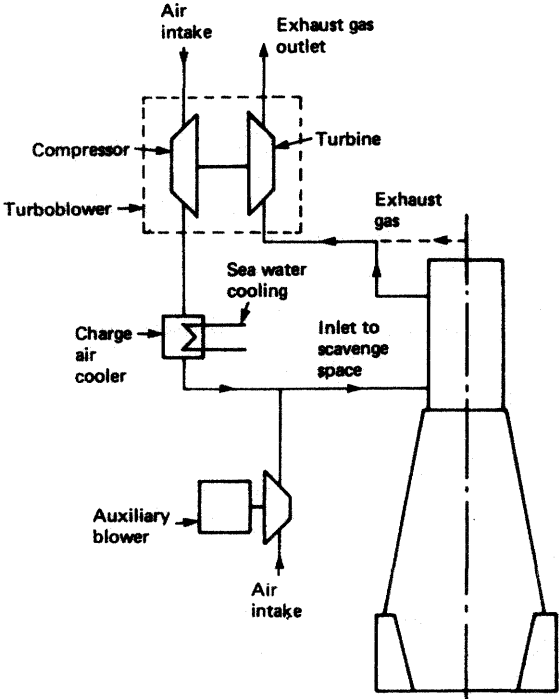 Air
intake
Exhaust gas
outlet
Compressor
Turbine
Turboblower
Exhaust
gas
Sea water
cooling
Charge
air
cooler
Inlet to
scavenge
space
Auxiliary
blower
Air
intake